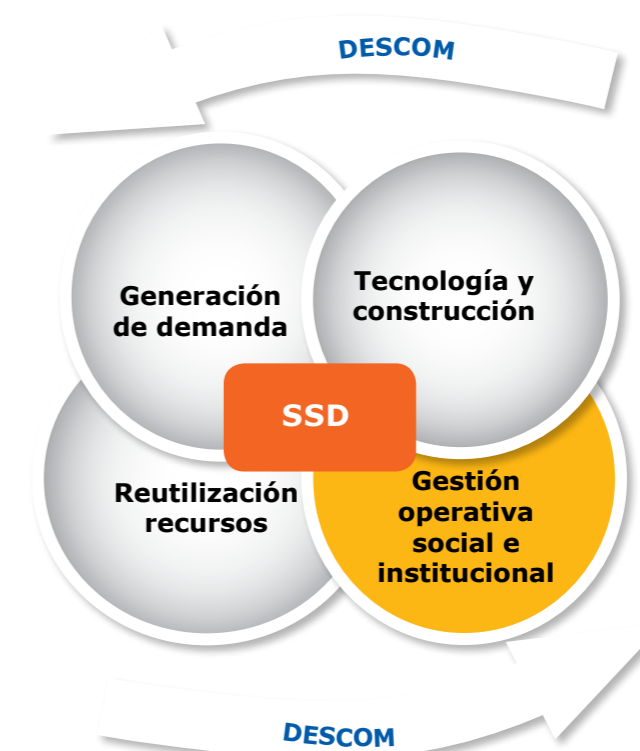 DESCOM
Generación
de demanda
Tecnología y
construcción
SSD
Reutilización
recursos
Gestión
operativa
social e
institucional
DESCOM